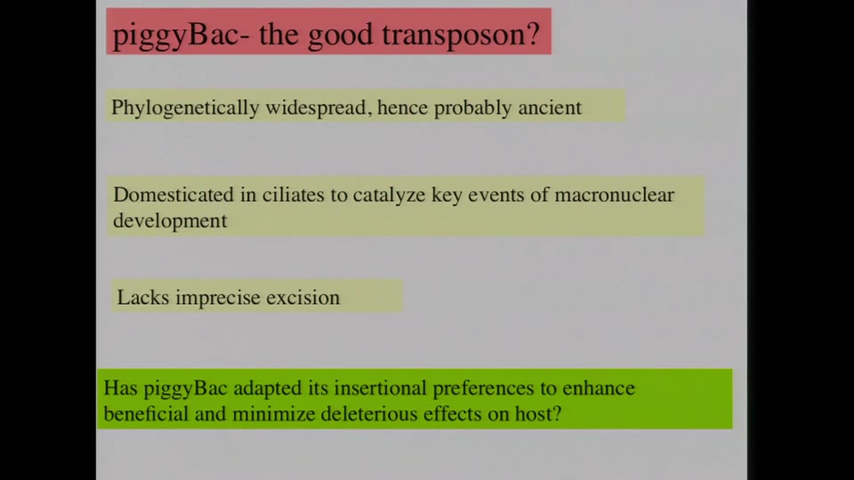 piggyBac- the good transposon?
Phylogenetically widespread, hence probably ancient
Domesticated in ciliates to catalyze key events of macronuclear
development
Lacks imprecise excision
Has piggyBac adapted its insertional preferences to enhance
beneficial and minimize deleterious effects on host?